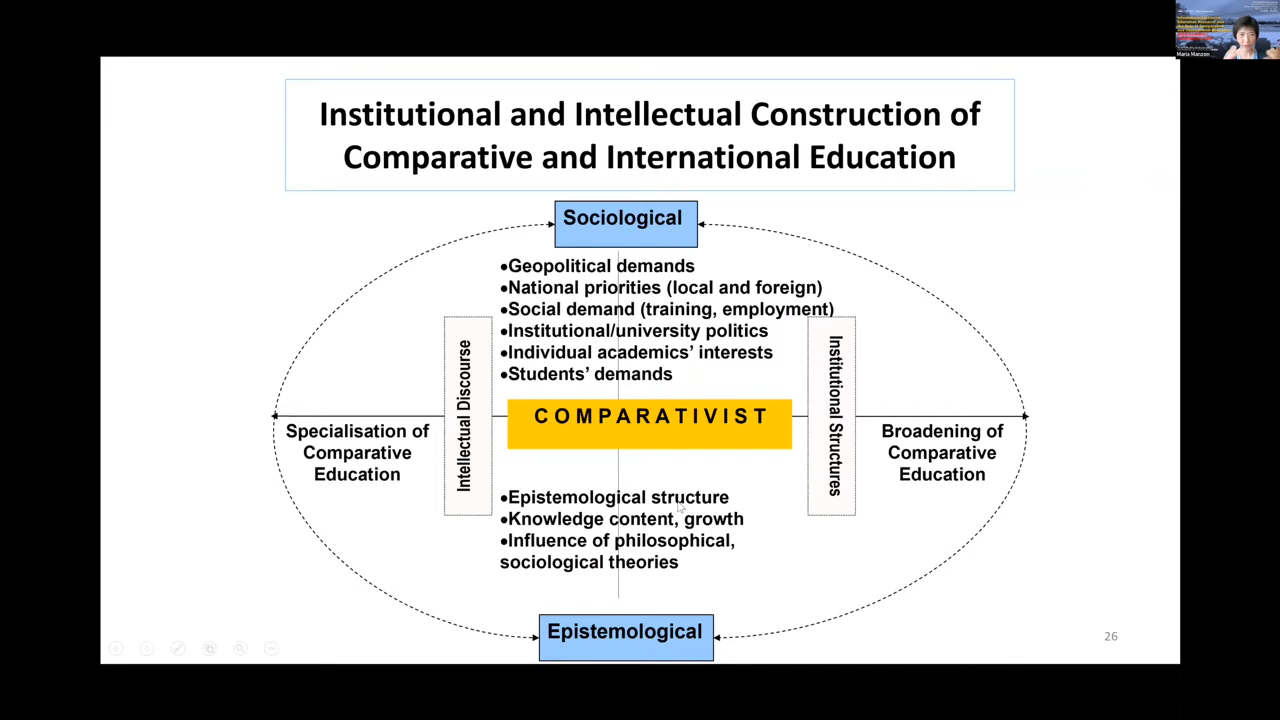 Institutional and Intellectual Construction of
Comparative and International Education
Sociological
•Geopolitical demands
•National priorities (local and foreign)
•Social demand (training, employment)
•Institutional/university politics
•Individual academics’ interests
•Students’ demands
Intellectual Discourse
Institutional Structures
COMPARATIVIST
Specialisation of
Comparative
Education
Broadening of
Comparative
Education
•Epistemological structure
•Knowledge content, growth
•Influence of philosophical,
sociological theories
Epistemological
26
Maria Manzon